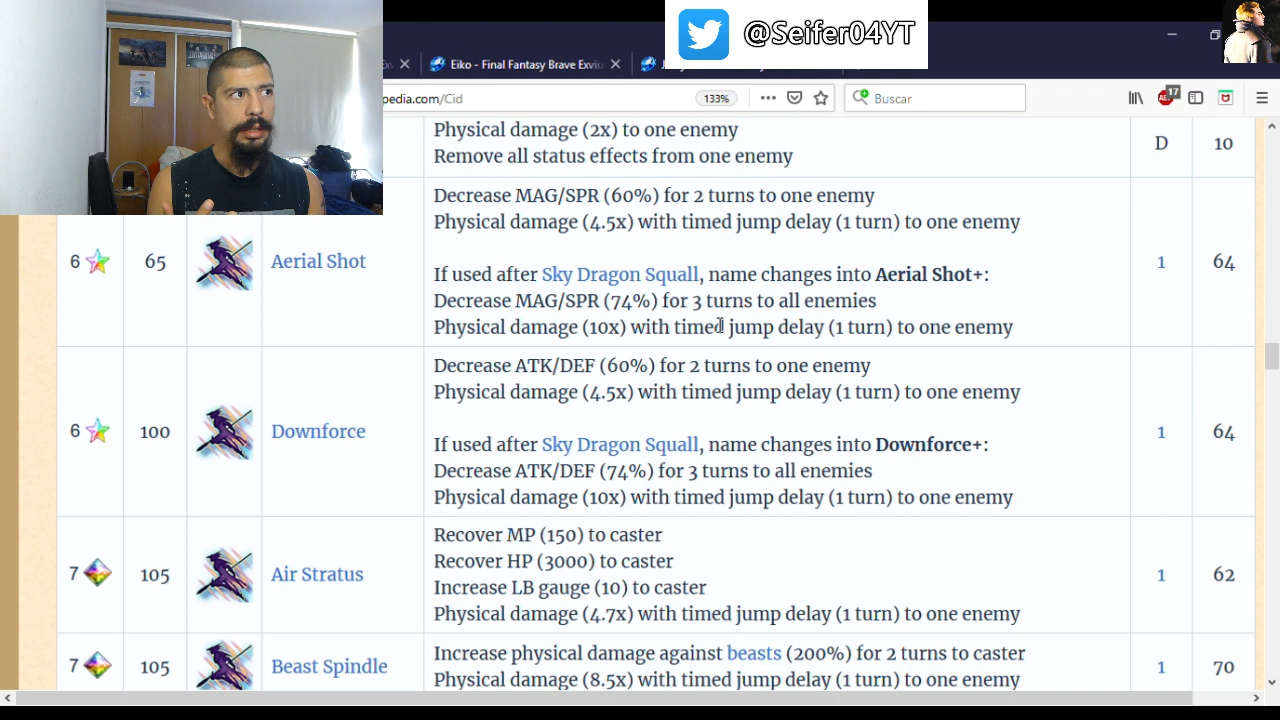 @Seifer04YT
Eiko - Final Fantasy Brave Exviu
pedia.com/Cid
133%
Buscar
17
Physical damage (2x) to one enemy
Remove all status effects from one enemy
D
10
6
65
Aerial Shot
Decrease MAG/SPR (60%) for 2 turns to one enemy
Physical damage (4.5x) with timed jump delay (1 turn) to one enemy
If used after Sky Dragon Squall, name changes into Aerial Shot+:
Decrease MAG/SPR (74%) for 3 turns to all enemies
Physical damage (10x) with timed jump delay (1 turn) to one enemy
1
64
6
100
Downforce
Decrease ATK/DEF (60%) for 2 turns to one enemy
Physical damage (4.5x) with timed jump delay (1 turn) to one enemy
If used after Sky Dragon Squall, name changes into Downforce+:
Decrease ATK/DEF (74%) for 3 turns to all enemies
Physical damage (10x) with timed jump delay (1 turn) to one enemy
1
64
7
105
Air Stratus
Recover MP (150) to caster
Recover HP (3000) to caster
Increase LB gauge (10) to caster
Physical damage (4.7x) with timed jump delay (1 turn) to one enemy
1
62
7
105
Beast Spindle
Increase physical damage against beasts (200%) for 2 turns to caster
Physical damage (8.5x) with timed jump delay (1 turn) to one enemy
1
70